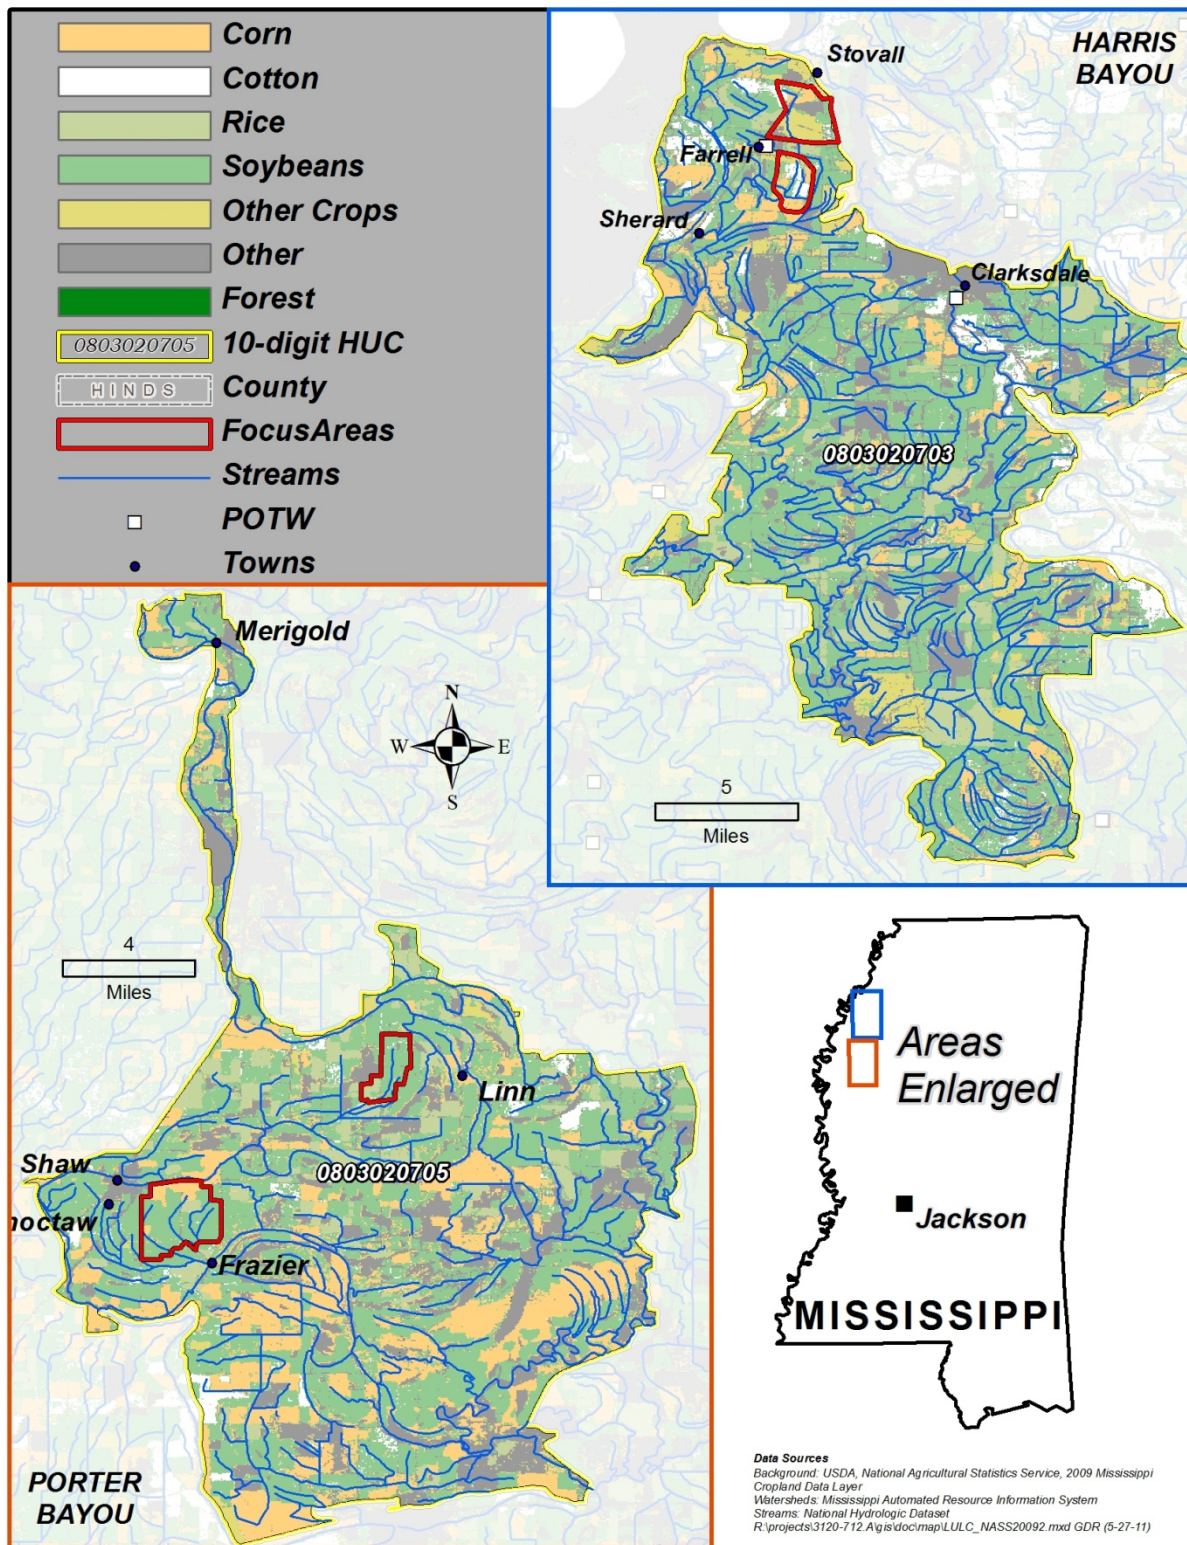 Corn
Cotton
Rice
Soybeans
Other Crops
Other
Forest
0803020705 10-digit HUC
HINDS County
FocusAreas
Streams
POTW
Towns
HARRIS
BAYOU
Stovall
Farrell
Sherard
Clarksdale
0803020703
5
Miles
Merigold
N
W E
S
4
Miles
Linn
Shaw
0803020705
hoctaw
Frazier
PORTER
BAYOU
Areas
Enlarged
Jackson
MISSISSIPPI
Data Sources
Background: USDA, National Agricultural Statistics Service, 2009 Mississippi
Cropland Data Layer
Watersheds: Mississippi Automated Resource Information System
Streams: National Hydrologic Dataset
R:\projects\3120-712.A\gis\doc\map\LULC_NASS20092.mxd GDR (5-27-11)